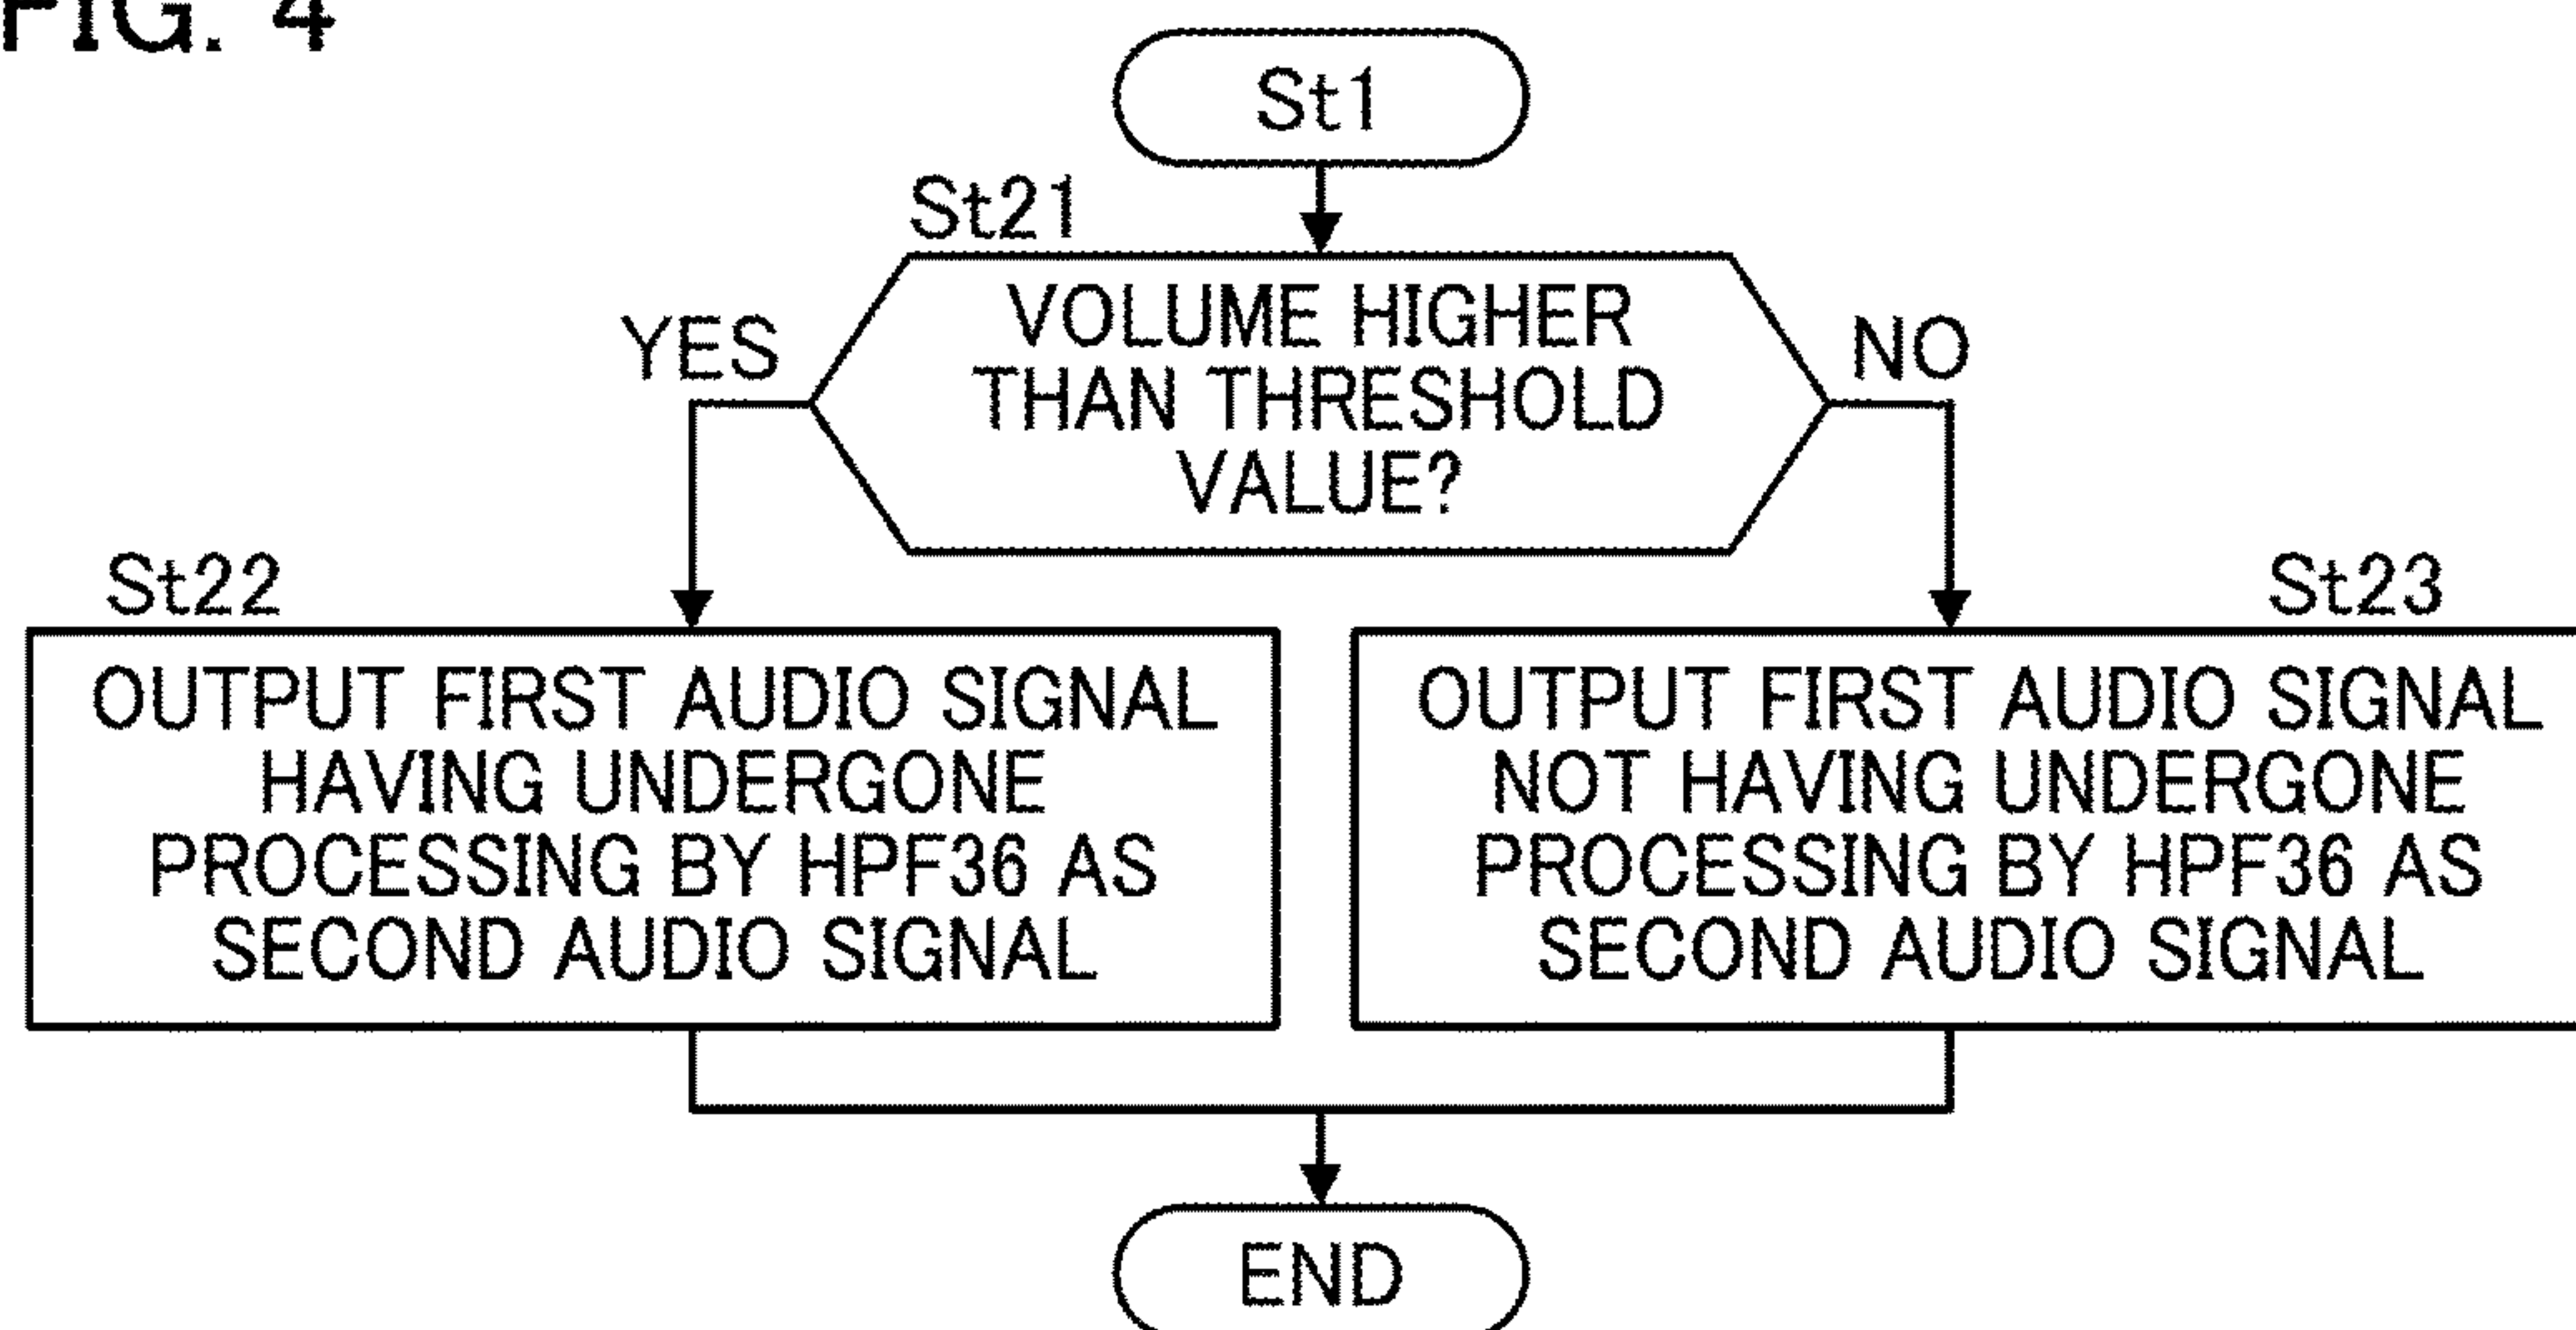 FIG. 4
St1
St21
VOLUME HIGHER
THAN THRESHOLD
VALUE?
YES
NO
St22
OUTPUT FIRST AUDIO SIGNAL
HAVING UNDERGONE
PROCESSING BY HPF36 AS
SECOND AUDIO SIGNAL
St23
OUTPUT FIRST AUDIO SIGNAL
NOT HAVING UNDERGONE
PROCESSING BY HPF36 AS
SECOND AUDIO SIGNAL
END